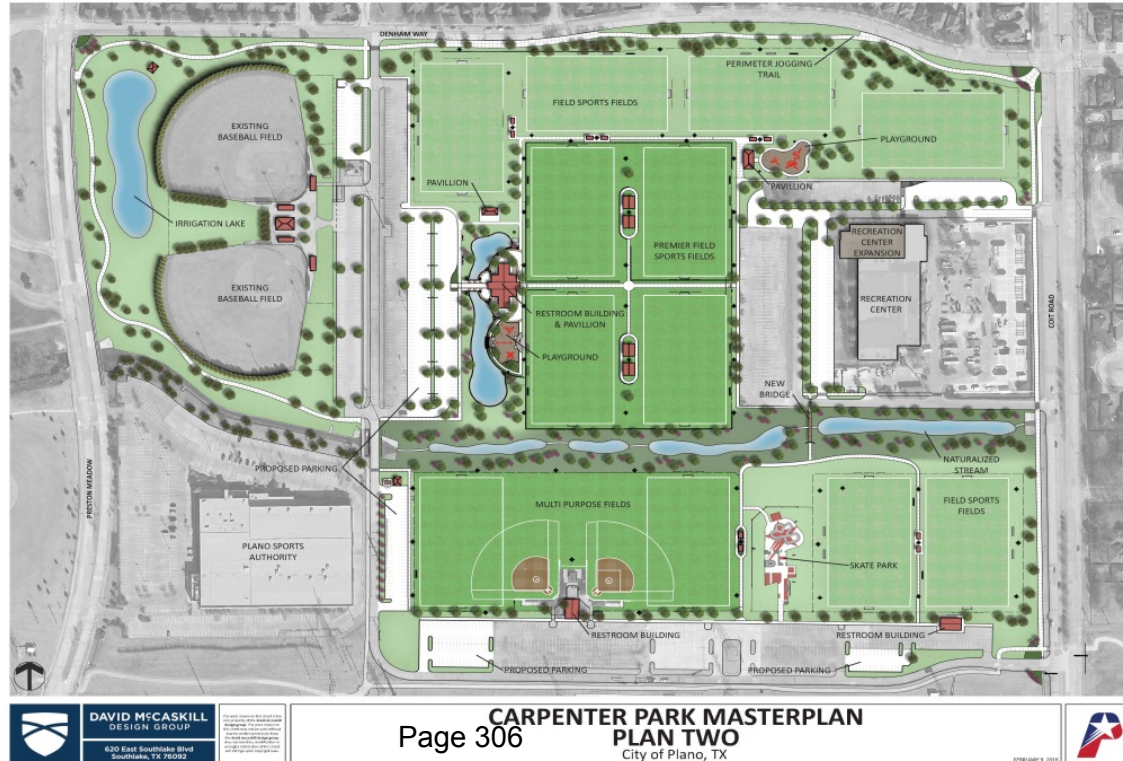 DENHAM WAY
PERIMETER JOGGING
TRAIL
FIELD SPORTS FIELDS
EXISTING
BASEBALL FIELD
PLAYGROUND
PAVILLION
PAVILLION
IRRIGATION LAKE
RECREATION
CENTER
EXPANSION
PREMIER FIELD
SPORTS FIELDS
EXISTING
BASEBALL FIELD
RECREATION
CENTER
COIT ROAD
RESTROOM BUILDING
& PAVILLION
PLAYGROUND
NEW
BRIDGE
PROPOSED PARKING
NATURALIZED
STREAM
PRESTON MEADOW
MULTI PURPOSE FIELDS
FIELD SPORTS
FIELDS
PLANO SPORTS
AUTHORITY
SKATE PARK
RESTROOM BUILDING
RESTROOM BUILDING
PROPOSED PARKING
PROPOSED PARKING
DAVID McCASKILL
DESIGN GROUP
620 East Southlake Blvd
Southlake, TX 76092
CARPENTER PARK MASTERPLAN
Page 306
PLAN TWO
City of Plano, TX